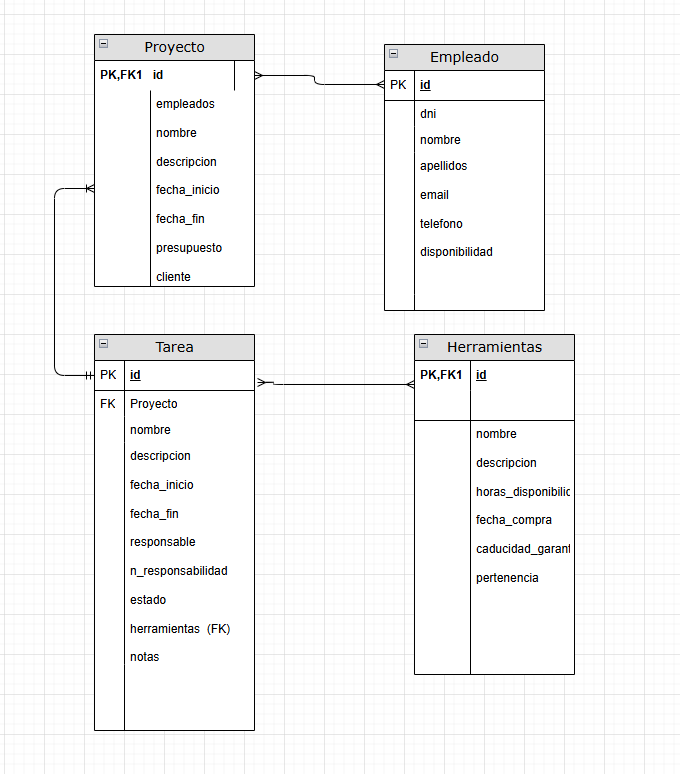 Proyecto
PK,FK1 id
empleados
nombre
descripcion
fecha_inicio
fecha_fin
presupuesto
cliente
Empleado
PK id
dni
nombre
apellidos
email
telefono
disponibilidad
Tarea
PK id
FK Proyecto
nombre
descripcion
fecha_inicio
fecha_fin
responsable
n_responsabilidad
estado
herramientas (FK)
notas
Herramientas
PK,FK1 id
nombre
descripcion
horas_disponibilic
fecha_compra
caducidad_garant
pertenencia